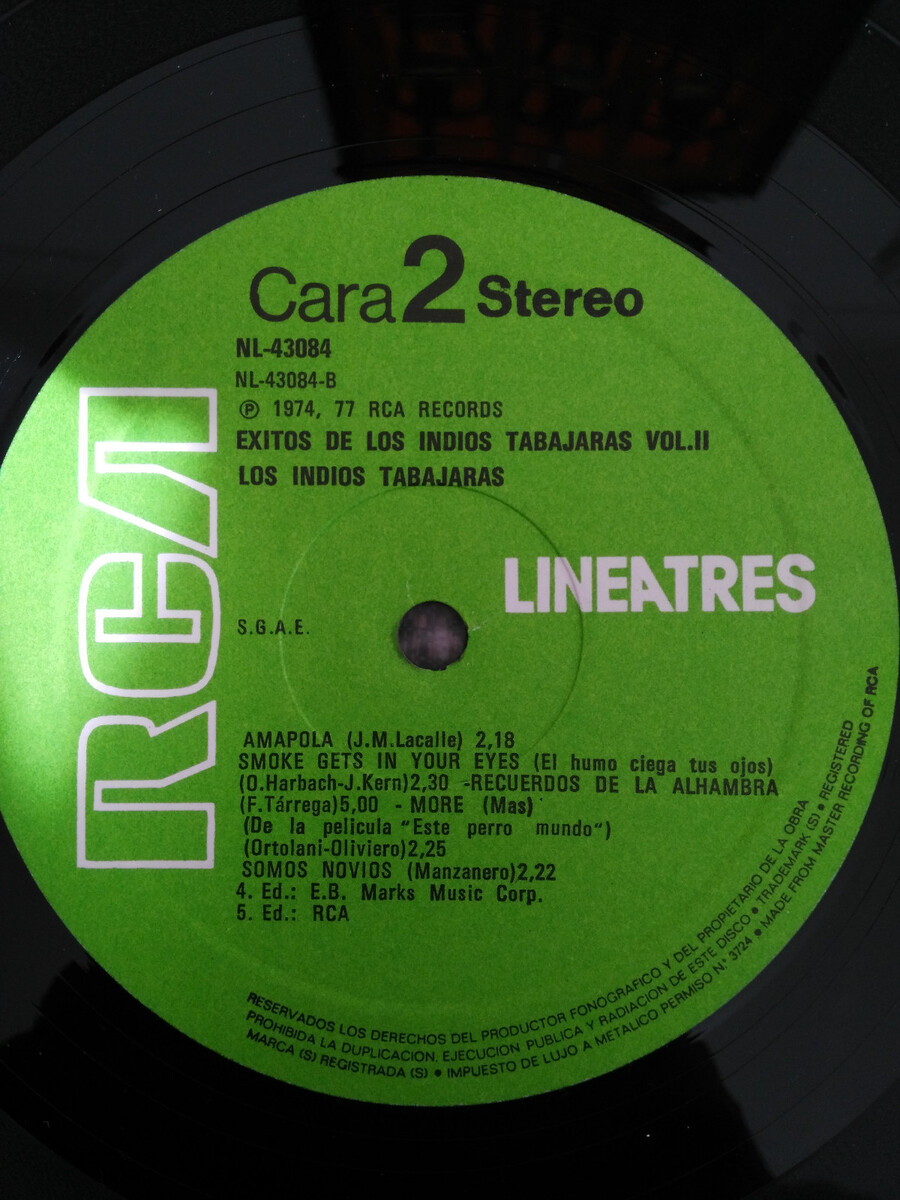 Cara 2 Stereo
NL-43084
NL-43084-B
Ⓟ 1974, 77 RCA RECORDS
EXITOS DE LOS INDIOS TABAJARAS VOL.II
LOS INDIOS TABAJARAS
RCA
LINEATRES
S.G.A.E.
AMAPOLA (J.M.Lacalle) 2,18
SMOKE GETS IN YOUR EYES (El humo ciega tus ojos)
(O.Harbach-J.Kern)2,30 -RECUERDOS DE LA ALHAMBRA
(F.Tárrega)5,00 - MORE (Mas)
(De la pelicula "Este perro mundo")
(Ortolani-Oliviero)2,25
SOMOS NOVIOS (Manzanero)2,22
4. Ed.: E.B. Marks Music Corp.
5. Ed.: RCA
RESERVADOS LOS DERECHOS DEL PRODUCTOR FONOGRAFICO Y DEL PROPIETARIO DE LA OBRA
PROHIBIDA LA DUPLICACION, EJECUCION PUBLICA Y RADIACION DE ESTE DISCO ● TRADEMARK (S) ● REGISTERED
MARCA (S) REGISTRADA (S) ● IMPUESTO DE LUJO A METALICO PERMISO N.° 3724 ● MADE FROM MASTER RECORDING OF RCA